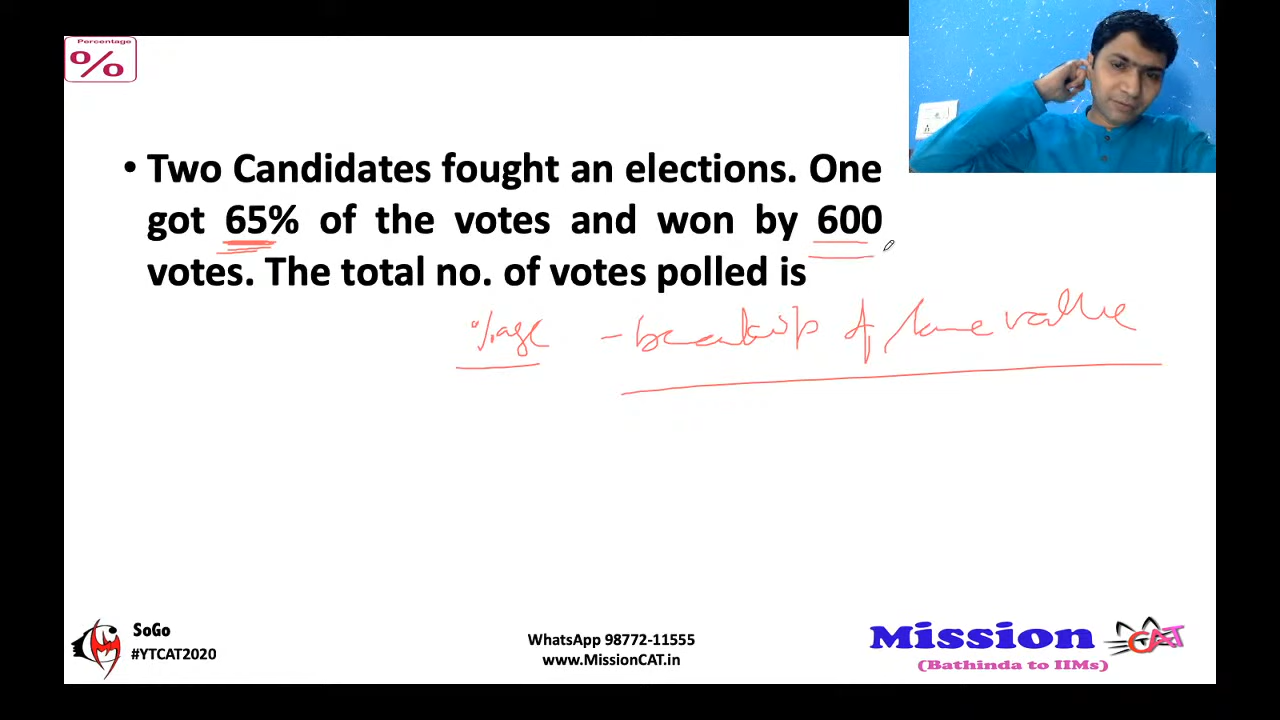 Percentage
%
• Two Candidates fought an elections. One
got 65% of the votes and won by 600
votes. The total no. of votes polled is
%age - breakup of same value
SoGo
#YTCAT2020
WhatsApp 98772-11555
www.MissionCAT.in
Mission CAT
(Bathinda to IIMs)